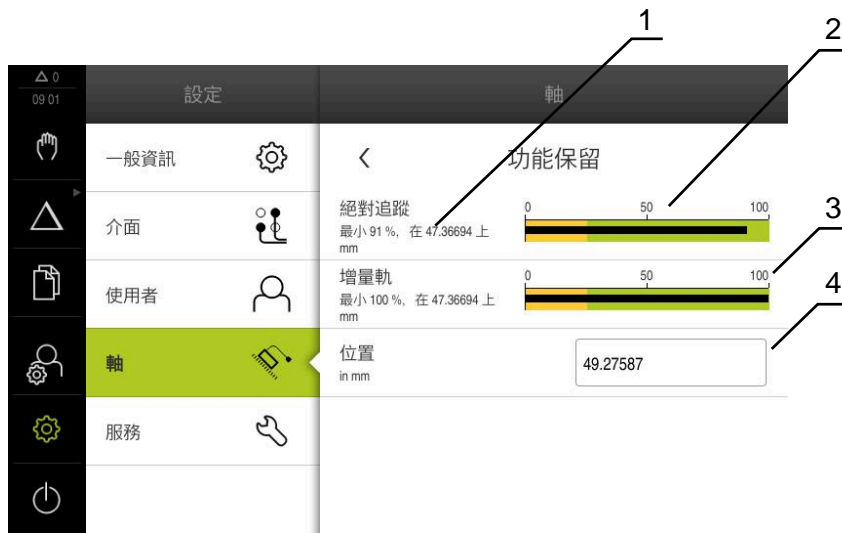 1
2
0
09 01
設定
軸
一般資訊
功能保留
介面
絕對追蹤
最小 91 %, 在 47.36694 上
mm
0 50 100
3
使用者
增量軌
最小 100 %, 在 47.36694 上
mm
0 50 100
4
軸
位置
in mm
49.27587
服務